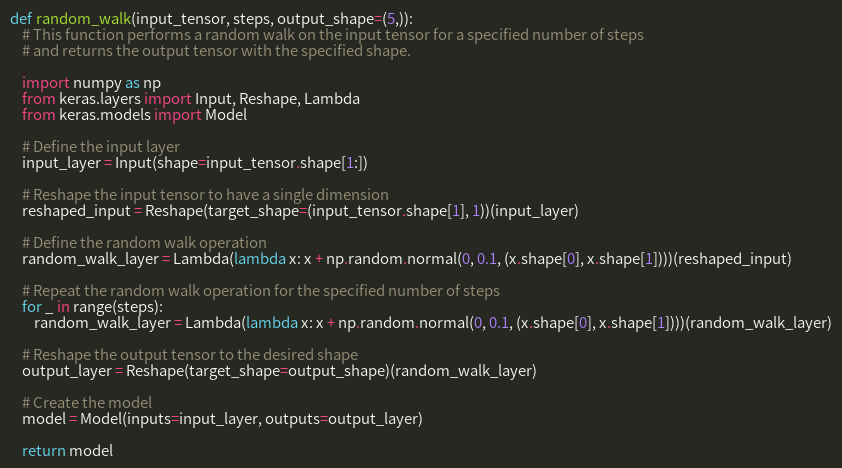 def random_walk(input_tensor, steps, output_shape=(5,)):
    # This function performs a random walk on the input tensor for a specified number of steps
    # and returns the output tensor with the specified shape.

    import numpy as np
    from keras.layers import Input, Reshape, Lambda
    from keras.models import Model

    # Define the input layer
    input_layer = Input(shape=input_tensor.shape[1:])

    # Reshape the input tensor to have a single dimension
    reshaped_input = Reshape(target_shape=(input_tensor.shape[1], 1))(input_layer)

    # Define the random walk operation
    random_walk_layer = Lambda(lambda x: x + np.random.normal(0, 0.1, (x.shape[0], x.shape[1])))(reshaped_input)

    # Repeat the random walk operation for the specified number of steps
    for _ in range(steps):
        random_walk_layer = Lambda(lambda x: x + np.random.normal(0, 0.1, (x.shape[0], x.shape[1])))(random_walk_layer)

    # Reshape the output tensor to the desired shape
    output_layer = Reshape(target_shape=output_shape)(random_walk_layer)

    # Create the model
    model = Model(inputs=input_layer, outputs=output_layer)

    return model